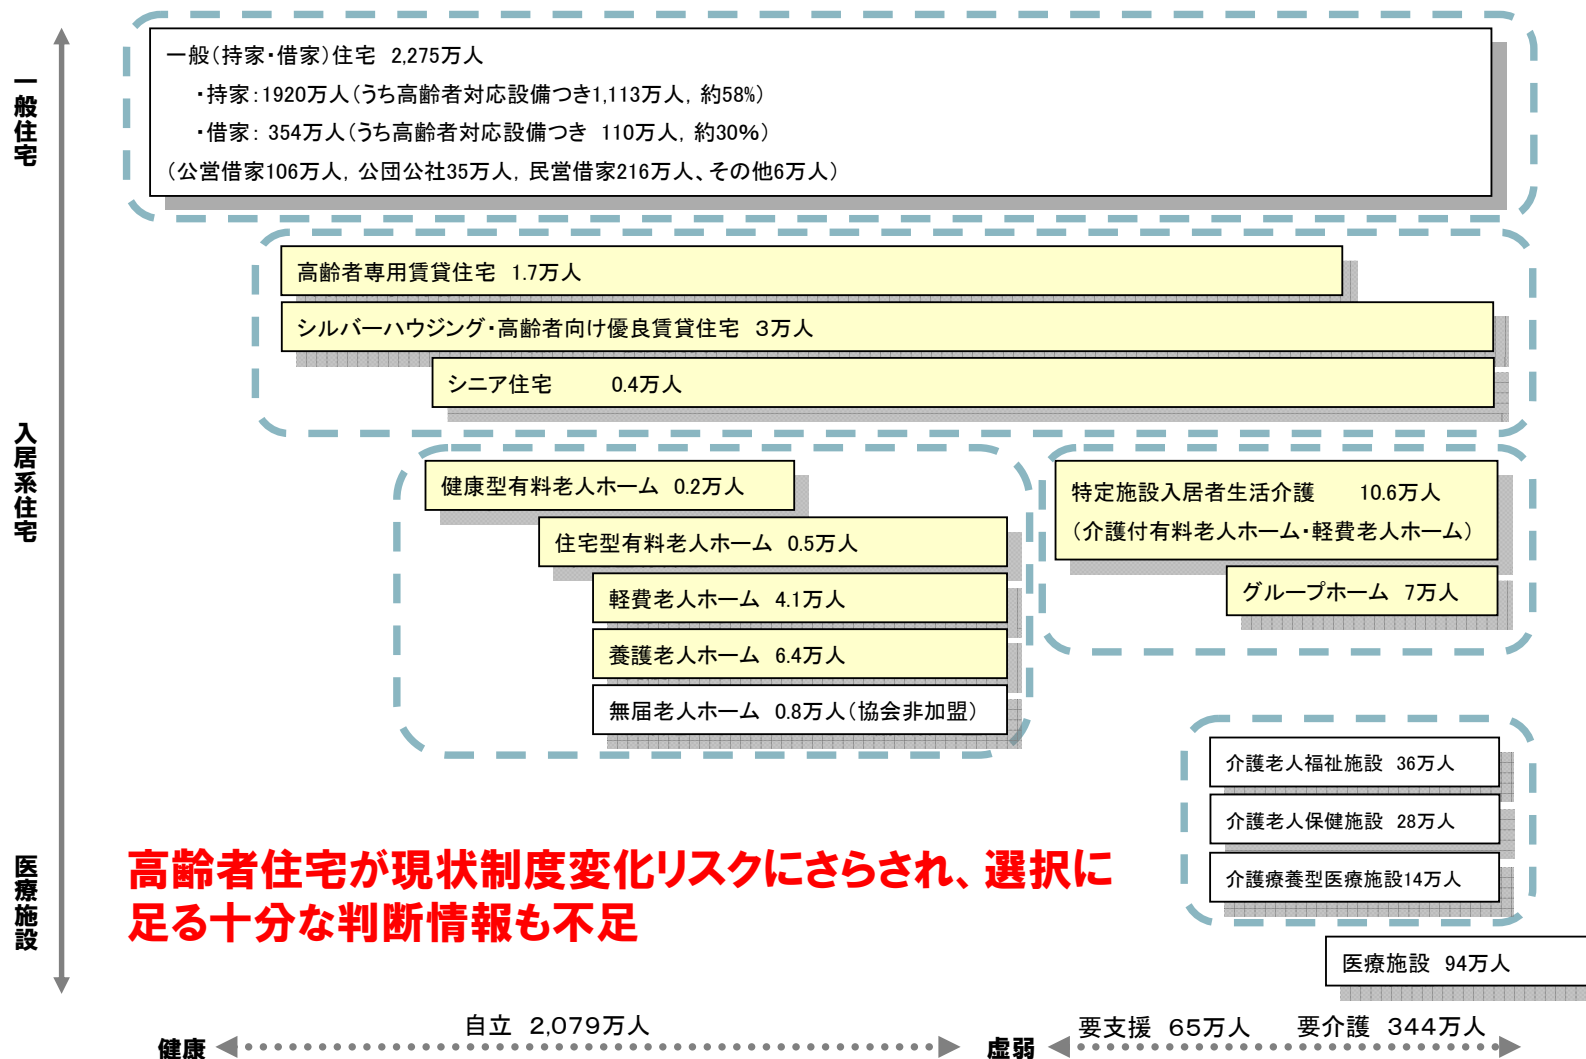 一般住宅
一般(持家・借家)住宅 2,275万人
・持家:1920万人(うち高齢者対応設備つき1,113万人, 約58%)
・借家: 354万人(うち高齢者対応設備つき 110万人, 約30%)
(公営借家106万人, 公団公社35万人, 民営借家216万人、その他6万人)
入居系住宅
高齢者専用賃貸住宅 1.7万人
シルバーハウジング・高齢者向け優良賃貸住宅 3万人
シニア住宅 0.4万人
健康型有料老人ホーム 0.2万人
住宅型有料老人ホーム 0.5万人
軽費老人ホーム 4.1万人
養護老人ホーム 6.4万人
無届老人ホーム 0.8万人(協会非加盟)
特定施設入居者生活介護 10.6万人
(介護付有料老人ホーム・軽費老人ホーム)
グループホーム 7万人
医療施設
介護老人福祉施設 36万人
介護老人保健施設 28万人
介護療養型医療施設14万人
医療施設 94万人
高齢者住宅が現状制度変化リスクにさらされ、選択に
足る十分な判断情報も不足
自立 2,079万人
要支援 65万人 要介護 344万人
健康
虚弱